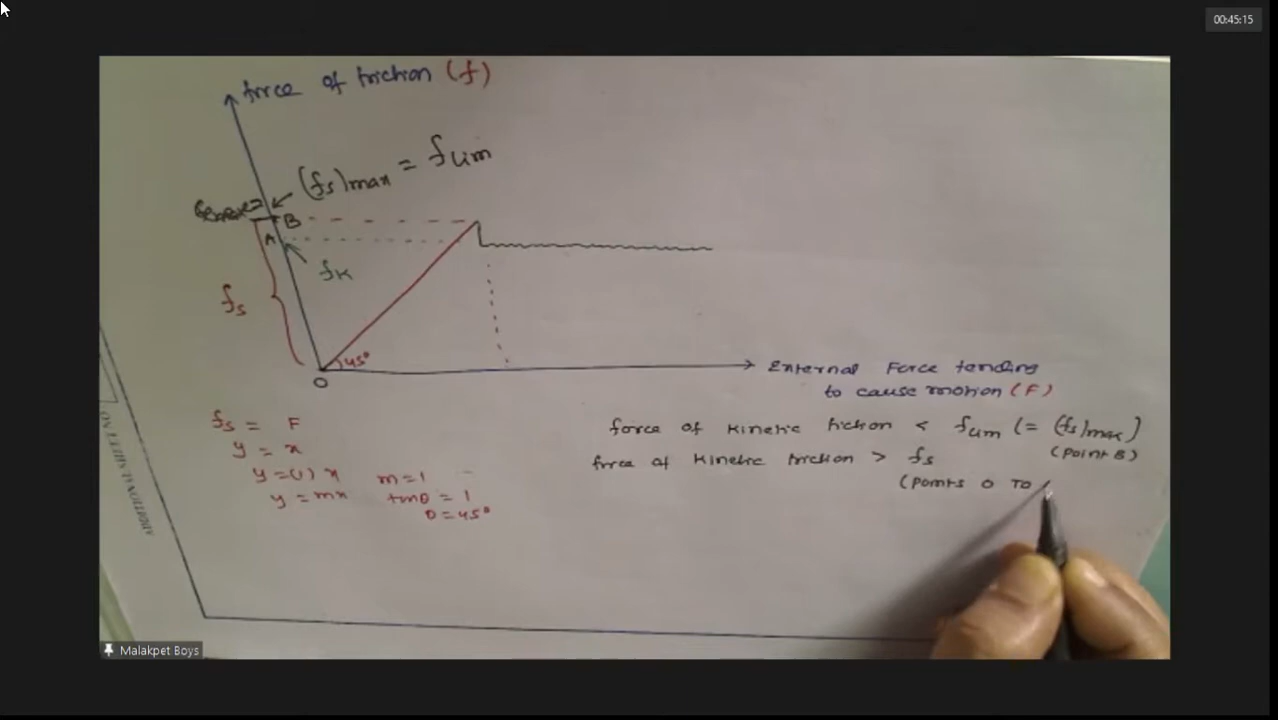 00:45:15
force of friction (f)
(fs)max = flim
B
A
fk
fs
45°
O
External Force tending
to cause motion (F)
fs = F
y = x
y = (1) x m = 1
y = mx tanθ = 1
θ = 45°
force of kinetic friction < flim (= (fs)max)
(Point B)
force of kinetic friction > fs
(Points O TO
Malakpet Boys